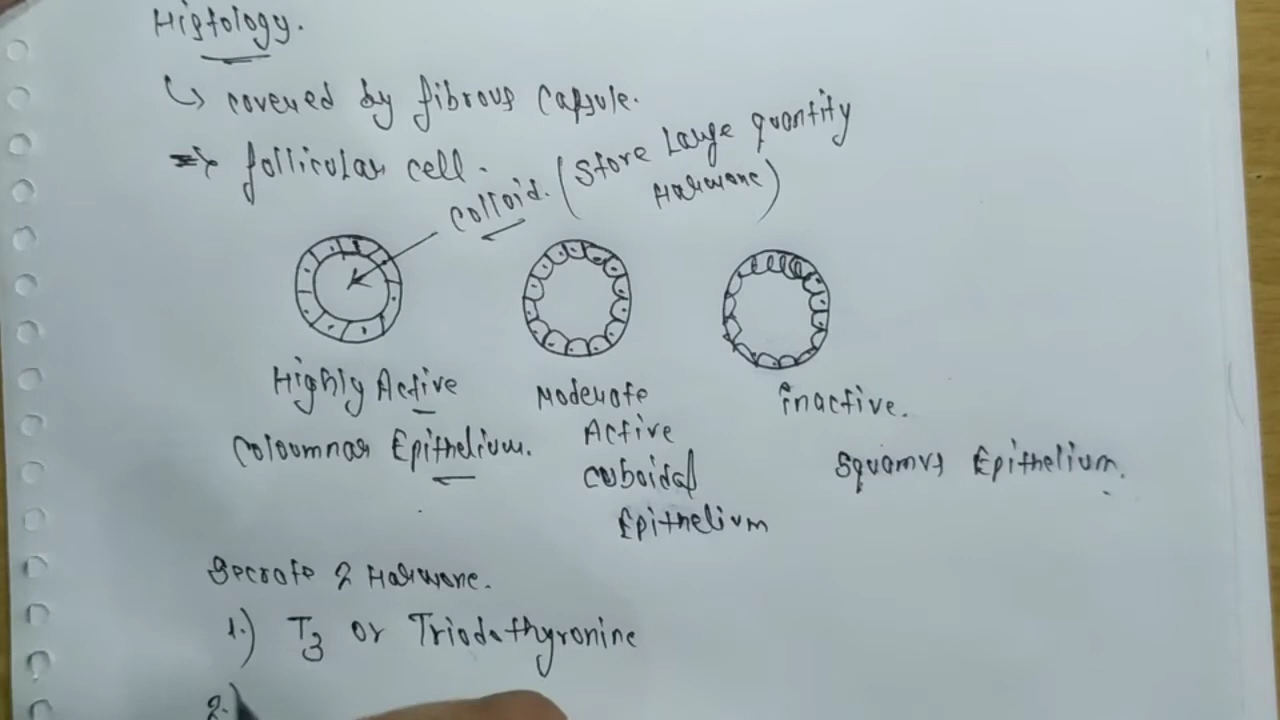 Histology.
↳ covered by fibrous capsule.
⇒ follicular cell.
colloid. (Store Large quantity
Harmone)
Highly Active
Coloumnar Epithelium.
Moderate
Active
cuboidal
Epithelium
inactive.
Squamus Epithelium.
Secrate 2 Harmone.
1.) T3 or Triodothyronine
2.)